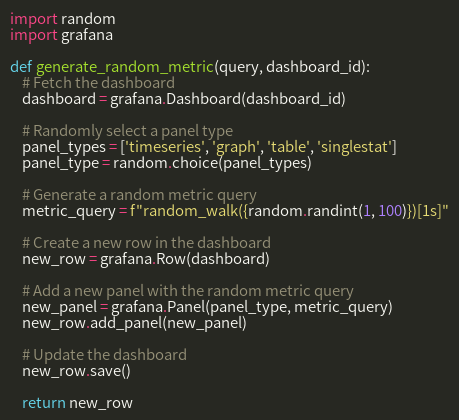 import random
import grafana
def generate_random_metric(query, dashboard_id):
# Fetch the dashboard
dashboard = grafana.Dashboard(dashboard_id)
# Randomly select a panel type
panel_types = ['timeseries', 'graph', 'table', 'singlestat']
panel_type = random.choice(panel_types)
# Generate a random metric query
metric_query = f"random_walk({random.randint(1, 100)})[1s]"
# Create a new row in the dashboard
new_row = grafana.Row(dashboard)
# Add a new panel with the random metric query
new_panel = grafana.Panel(panel_type, metric_query)
new_row.add_panel(new_panel)
# Update the dashboard
new_row.save()
return new_row